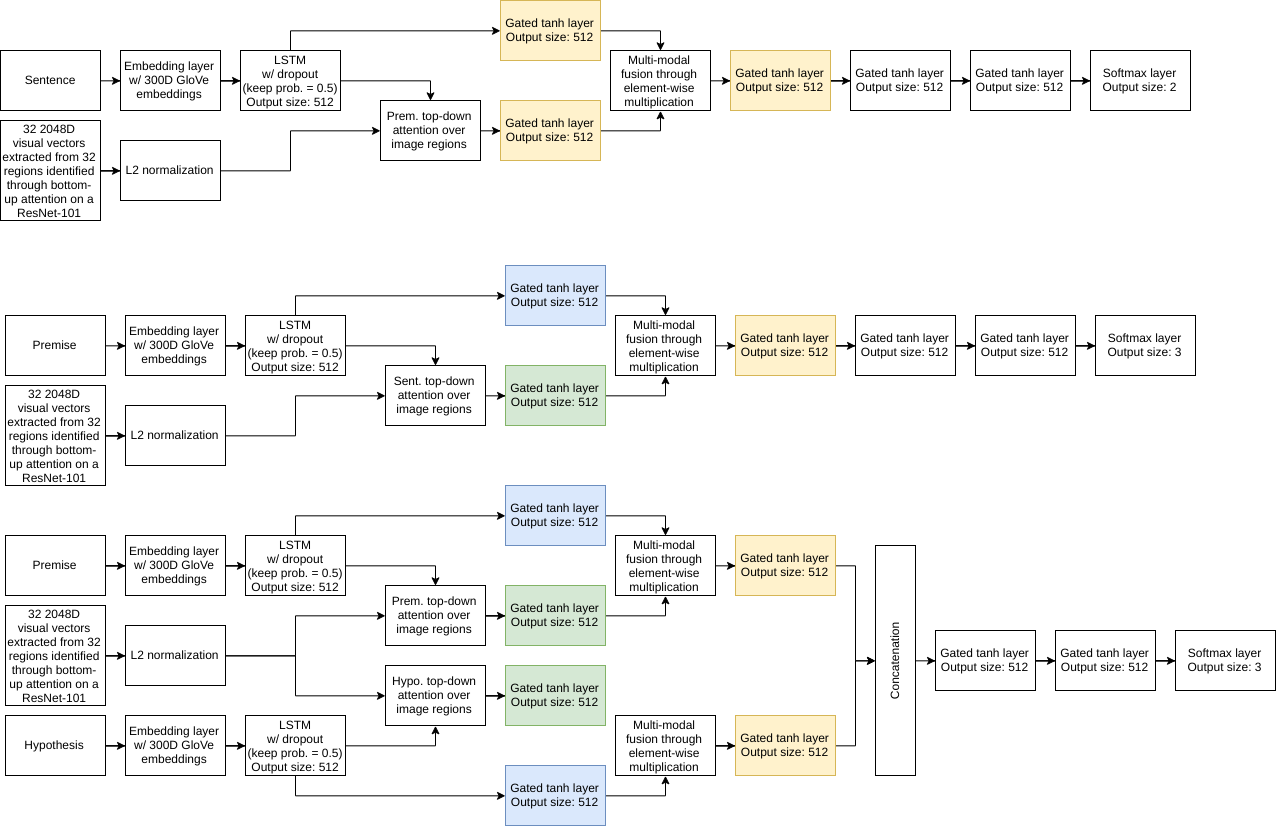 Gated tanh layer
Output size: 512
Sentence
Embedding layer
w/ 300D GloVe
embeddings
LSTM
w/ dropout
(keep prob. = 0.5)
Output size: 512
Multi-modal
fusion through
element-wise
multiplication
Gated tanh layer
Output size: 512
Gated tanh layer
Output size: 512
Gated tanh layer
Output size: 512
Softmax layer
Output size: 2
Prem. top-down
attention over
image regions
Gated tanh layer
Output size: 512
32 2048D
visual vectors
extracted from 32
regions identified
through bottom-
up attention on a
ResNet-101
L2 normalization
Gated tanh layer
Output size: 512
Premise
Embedding layer
w/ 300D GloVe
embeddings
LSTM
w/ dropout
(keep prob. = 0.5)
Output size: 512
Multi-modal
fusion through
element-wise
multiplication
Gated tanh layer
Output size: 512
Gated tanh layer
Output size: 512
Gated tanh layer
Output size: 512
Softmax layer
Output size: 3
Sent. top-down
attention over
image regions
Gated tanh layer
Output size: 512
32 2048D
visual vectors
extracted from 32
regions identified
through bottom-
up attention on a
ResNet-101
L2 normalization
Gated tanh layer
Output size: 512
Premise
Embedding layer
w/ 300D GloVe
embeddings
LSTM
w/ dropout
(keep prob. = 0.5)
Output size: 512
Multi-modal
fusion through
element-wise
multiplication
Gated tanh layer
Output size: 512
Prem. top-down
attention over
image regions
Gated tanh layer
Output size: 512
32 2048D
visual vectors
extracted from 32
regions identified
through bottom-
up attention on a
ResNet-101
L2 normalization
Hypo. top-down
attention over
image regions
Gated tanh layer
Output size: 512
Concatenation
Gated tanh layer
Output size: 512
Gated tanh layer
Output size: 512
Softmax layer
Output size: 3
Hypothesis
Embedding layer
w/ 300D GloVe
embeddings
LSTM
w/ dropout
(keep prob. = 0.5)
Output size: 512
Multi-modal
fusion through
element-wise
multiplication
Gated tanh layer
Output size: 512
Gated tanh layer
Output size: 512